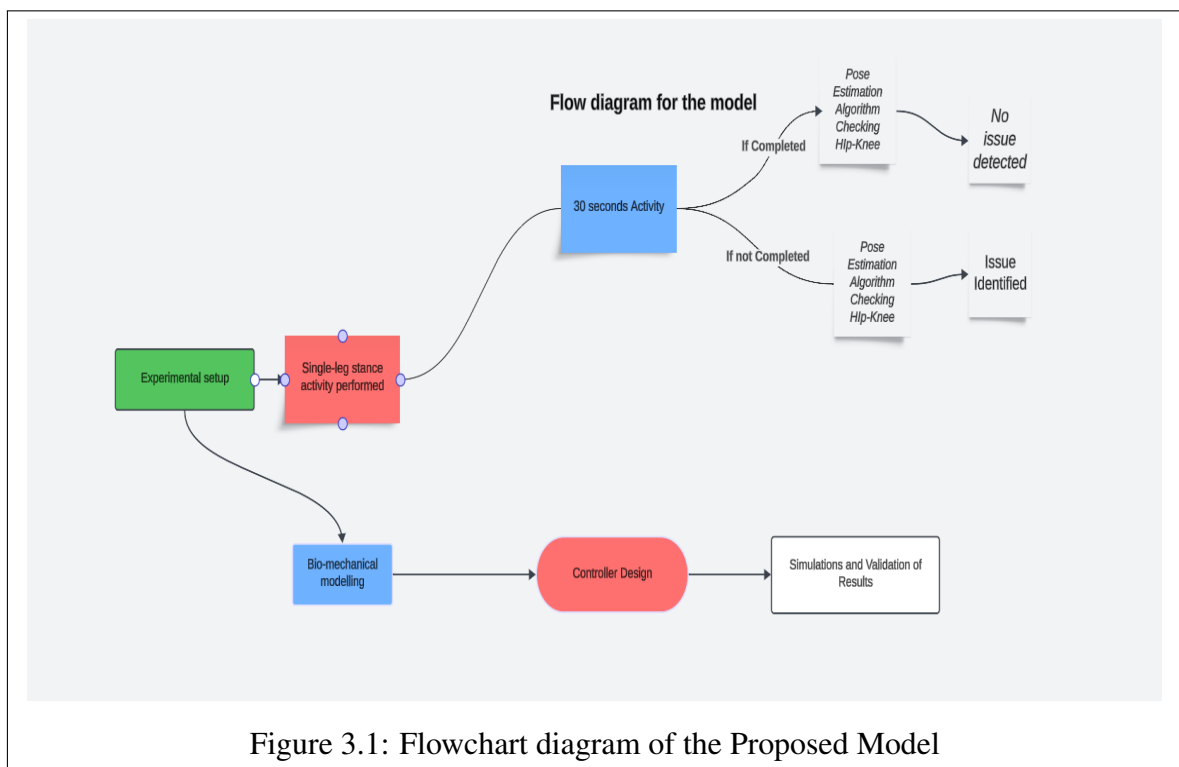 Flow diagram for the model
Pose
Estimation
Algorithm
Checking
HIp-Knee
No
issue
detected
If Completed
30 seconds Activity
If not Completed
Pose
Estimation
Algorithm
Checking
HIp-Knee
Issue
Identified
Experimental setup
Single-leg stance
activity performed
Bio-mechanical
modelling
Controller Design
Simulations and Validation of
Results
Figure 3.1: Flowchart diagram of the Proposed Model